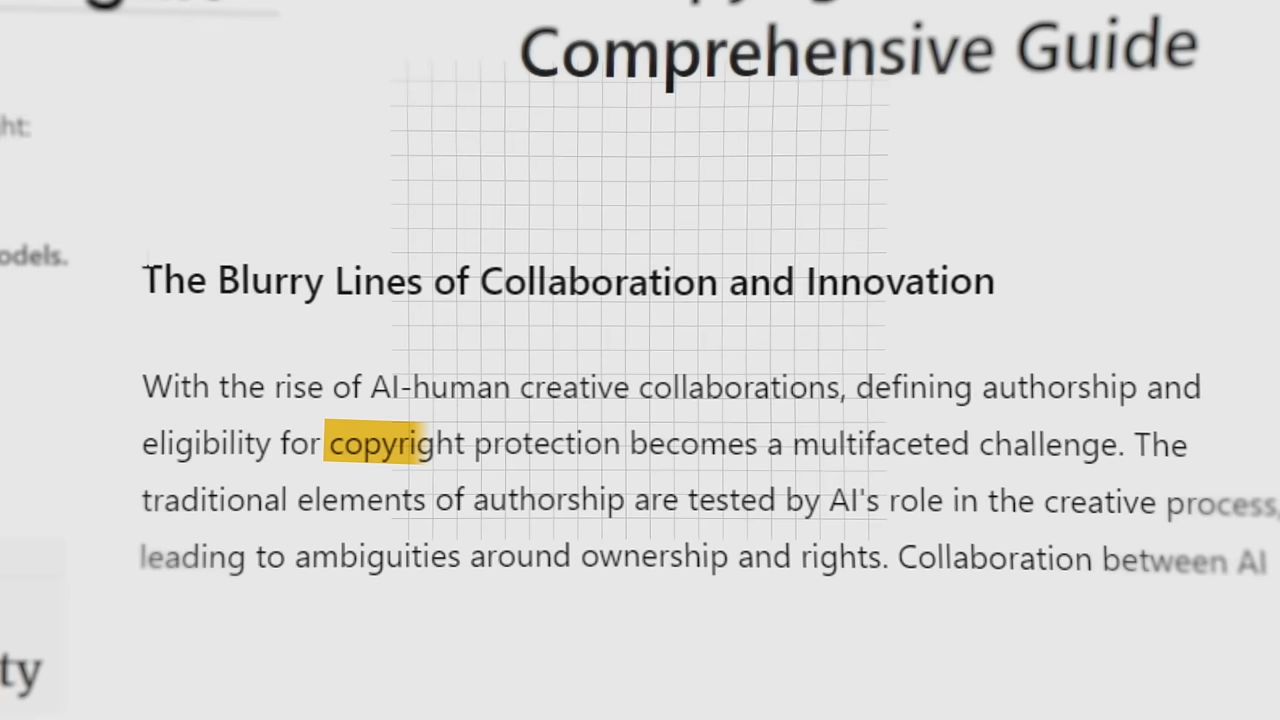 Comprehensive Guide
ht:
odels.
The Blurry Lines of Collaboration and Innovation
With the rise of AI-human creative collaborations, defining authorship and
eligibility for copyright protection becomes a multifaceted challenge. The
traditional elements of authorship are tested by AI's role in the creative process,
leading to ambiguities around ownership and rights. Collaboration between AI
ty